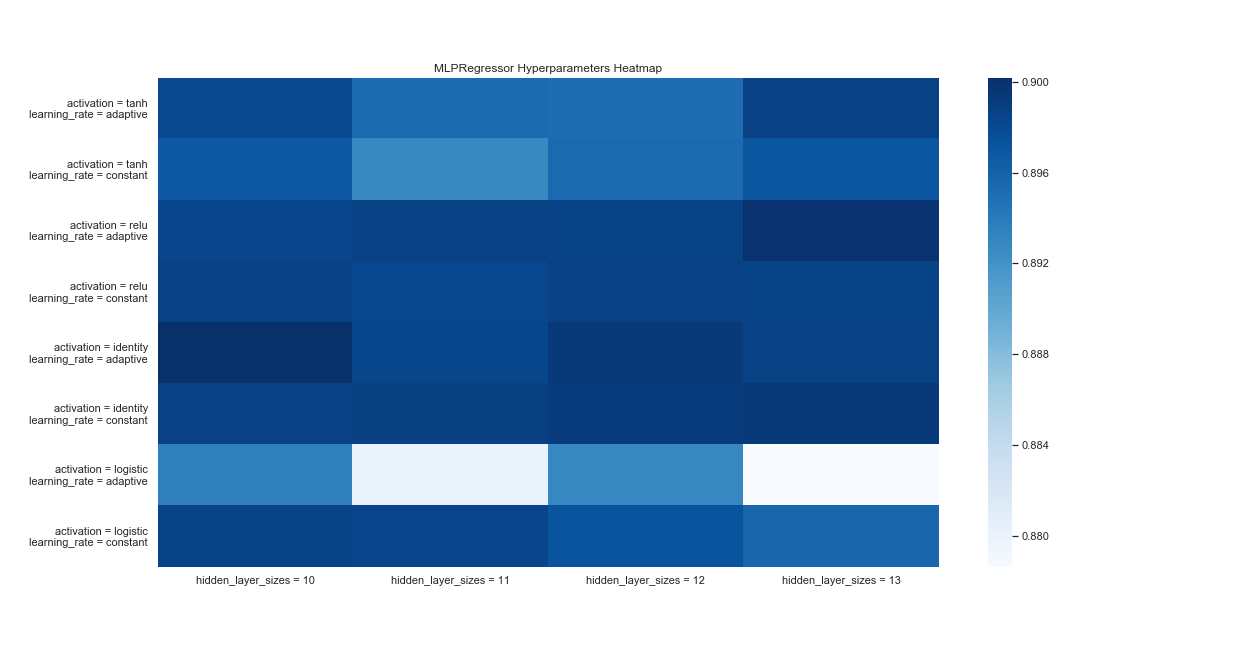 MLPRegressor Hyperparameters Heatmap
activation = tanh
learning_rate = adaptive
activation = tanh
learning_rate = constant
activation = relu
learning_rate = adaptive
activation = relu
learning_rate = constant
activation = identity
learning_rate = adaptive
activation = identity
learning_rate = constant
activation = logistic
learning_rate = adaptive
activation = logistic
learning_rate = constant
hidden_layer_sizes = 10
hidden_layer_sizes = 11
hidden_layer_sizes = 12
hidden_layer_sizes = 13
0.900
0.896
0.892
0.888
0.884
0.880